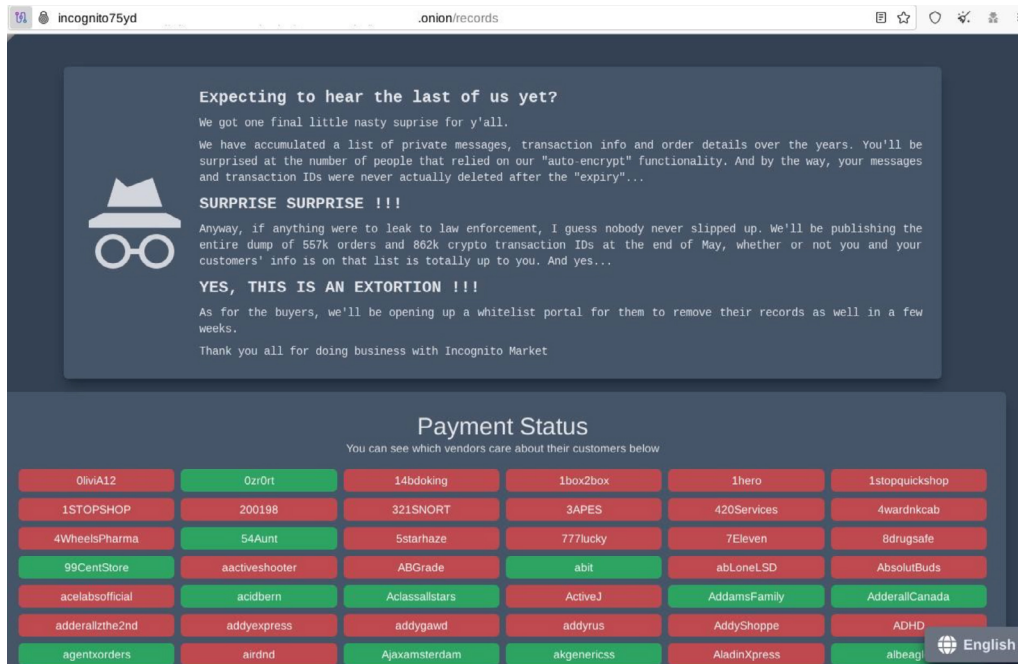 incognito75yd .onion/records
Expecting to hear the last of us yet?
We got one final little nasty suprise for y'all.
We have accumulated a list of private messages, transaction info and order details over the years. You'll be
surprised at the number of people that relied on our "auto-encrypt" functionality. And by the way, your messages
and transaction IDs were never actually deleted after the "expiry"...
SURPRISE SURPRISE !!!
Anyway, if anything were to leak to law enforcement, I guess nobody never slipped up. We'll be publishing the
entire dump of 557k orders and 862k crypto transaction IDs at the end of May, whether or not you and your
customers' info is on that list is totally up to you. And yes...
YES, THIS IS AN EXTORTION !!!
As for the buyers, we'll be opening up a whitelist portal for them to remove their records as well in a few
weeks.
Thank you all for doing business with Incognito Market
Payment Status
You can see which vendors care about their customers below
0liviA12 0zr0rt 14bdoking 1box2box 1hero 1stopquickshop
1STOPSHOP 200198 321SNORT 3APES 420Services 4wardnkcab
4WheelsPharma 54Aunt 5starhaze 777lucky 7Eleven 8drugsafe
99CentStore aactiveshooter ABGrade abit abLoneLSD AbsolutBuds
acelabsofficial acidbern Aclassallstars ActiveJ AddamsFamily AdderallCanada
adderallzthe2nd addyexpress addygawd addyrus AddyShoppe ADHD
agentxorders airdnd Ajaxamsterdam akgenericss AladinXpress
English